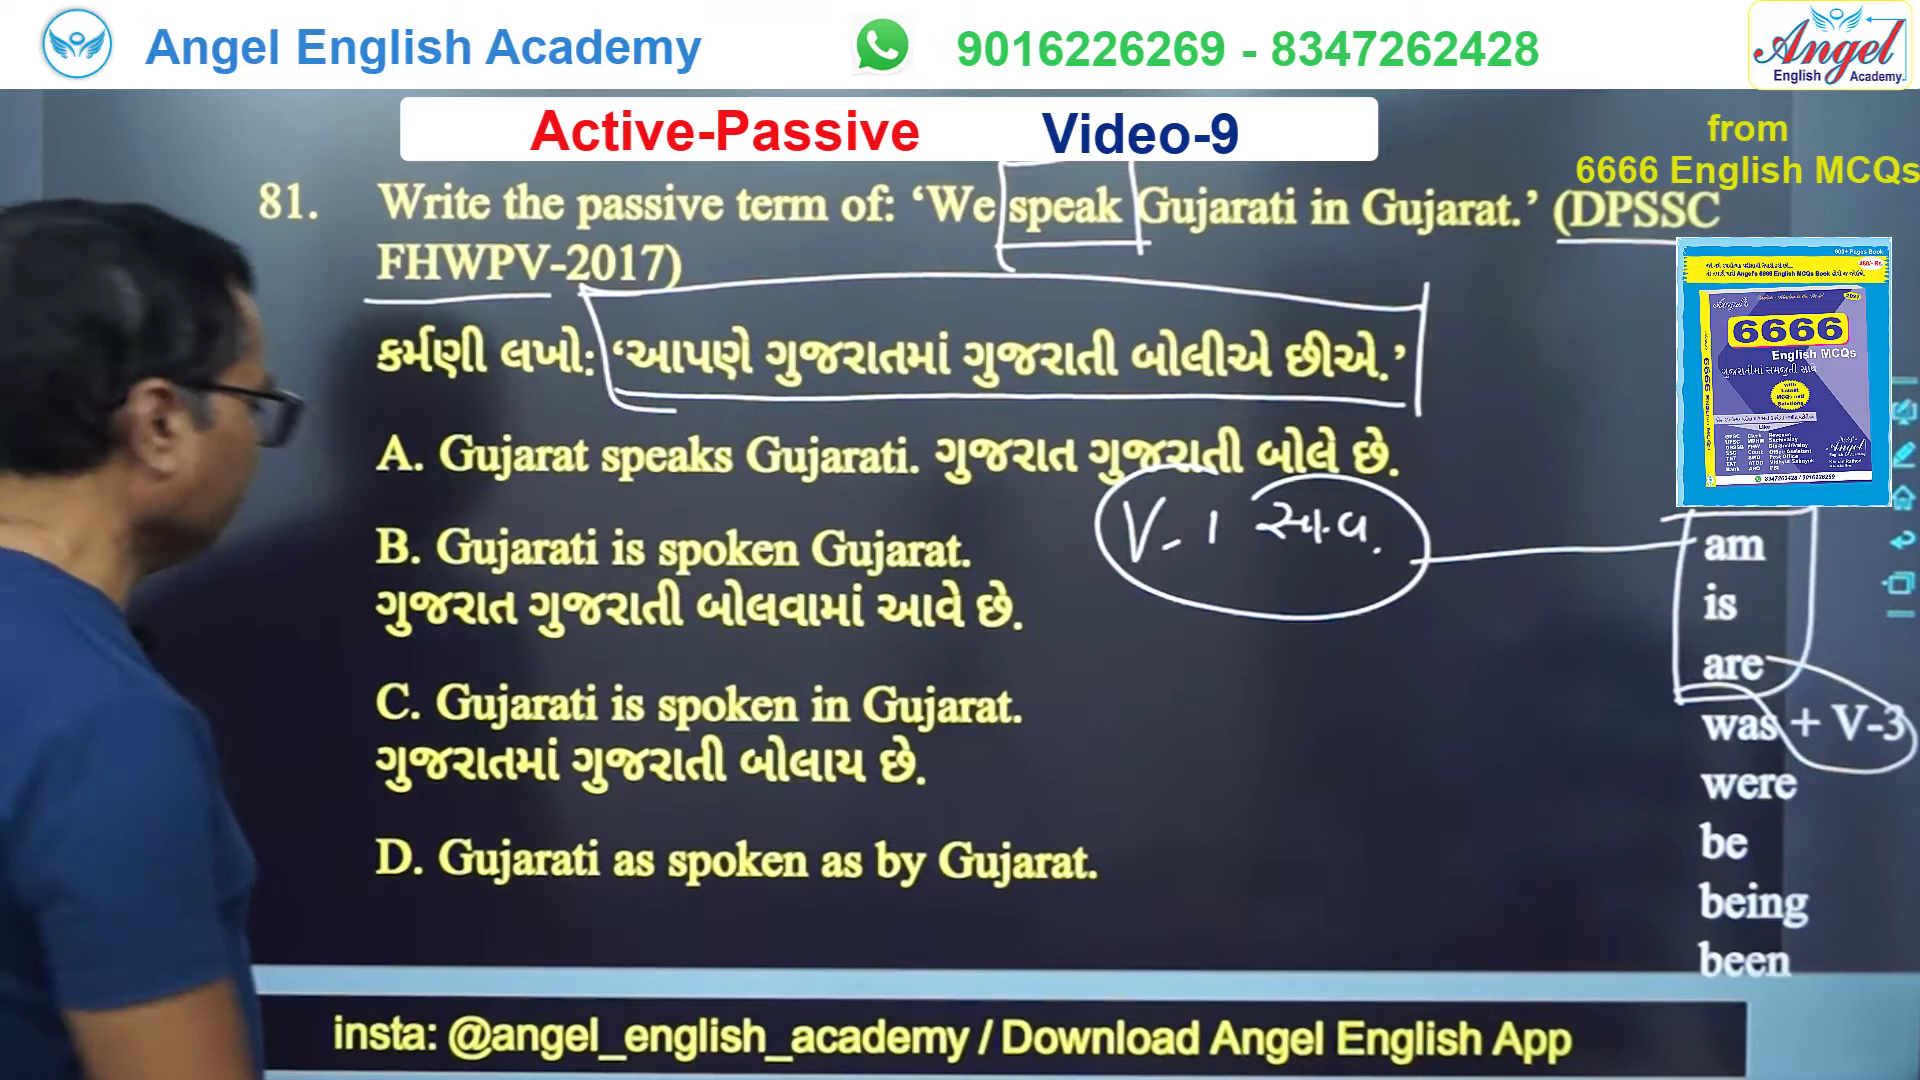 Angel English Academy
9016226269 - 8347262428
Angel
English Academy
Active-Passive Video-9
from
6666 English MCQs
81. Write the passive term of: ‘We speak Gujarati in Gujarat.’ (DPSSC
FHWPV-2017)
કર્મણી લખો: ‘આપણે ગુજરાતમાં ગુજરાતી બોલીએ છીએ.’
A. Gujarat speaks Gujarati. ગુજરાત ગુજરાતી બોલે છે.
V-1 સા.વ.
B. Gujarati is spoken Gujarat.
ગુજરાત ગુજરાતી બોલવામાં આવે છે.
C. Gujarati is spoken in Gujarat.
ગુજરાતમાં ગુજરાતી બોલાય છે.
D. Gujarati as spoken as by Gujarat.
6666
English MCQs
ગુજરાતીમાં સમજૂતી સાથે
8347262428 / 9016226269
am
is
are
was + V-3
were
be
being
been
insta: @angel_english_academy / Download Angel English App